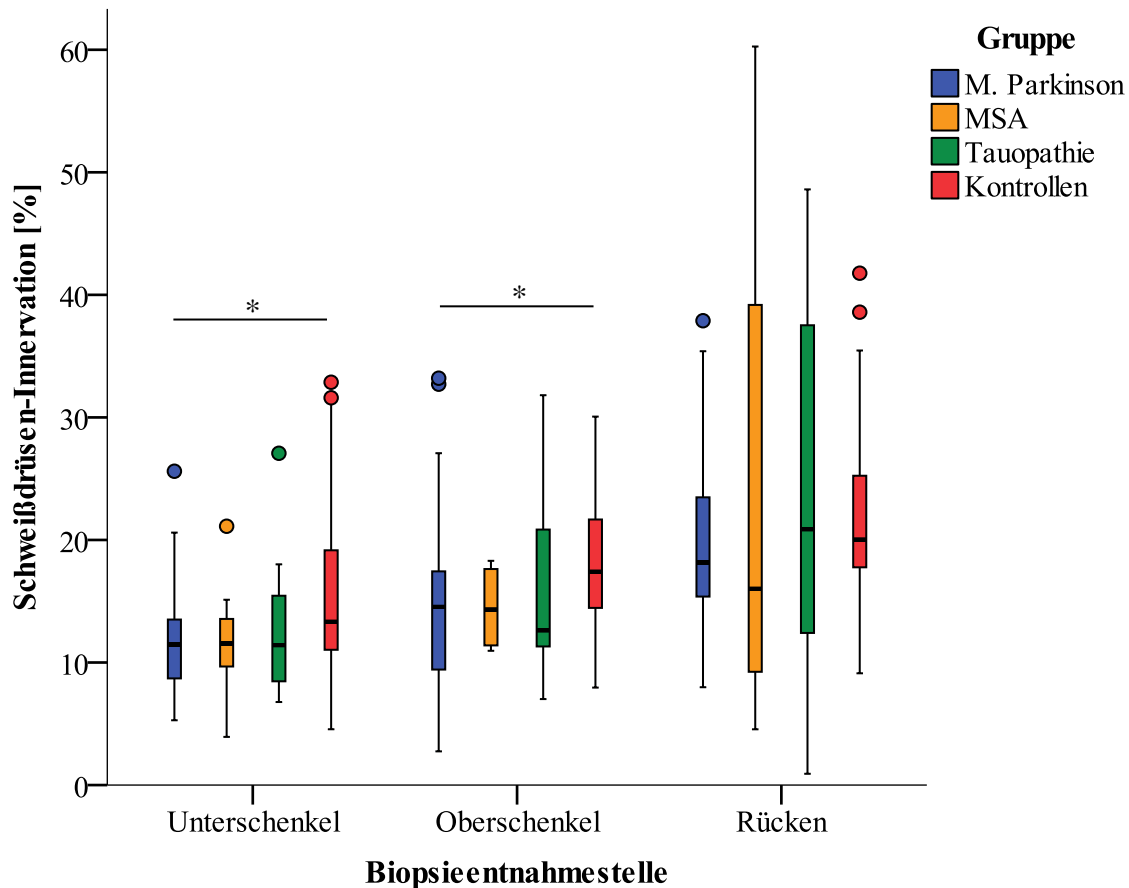 Gruppe
M. Parkinson
MSA
Tauopathie
Kontrollen
Schweißdrüsen-Innervation [%]
60
50
40
30
20
10
0
*
*
Unterschenkel
Oberschenkel
Rücken
Biopsieentnahmestelle